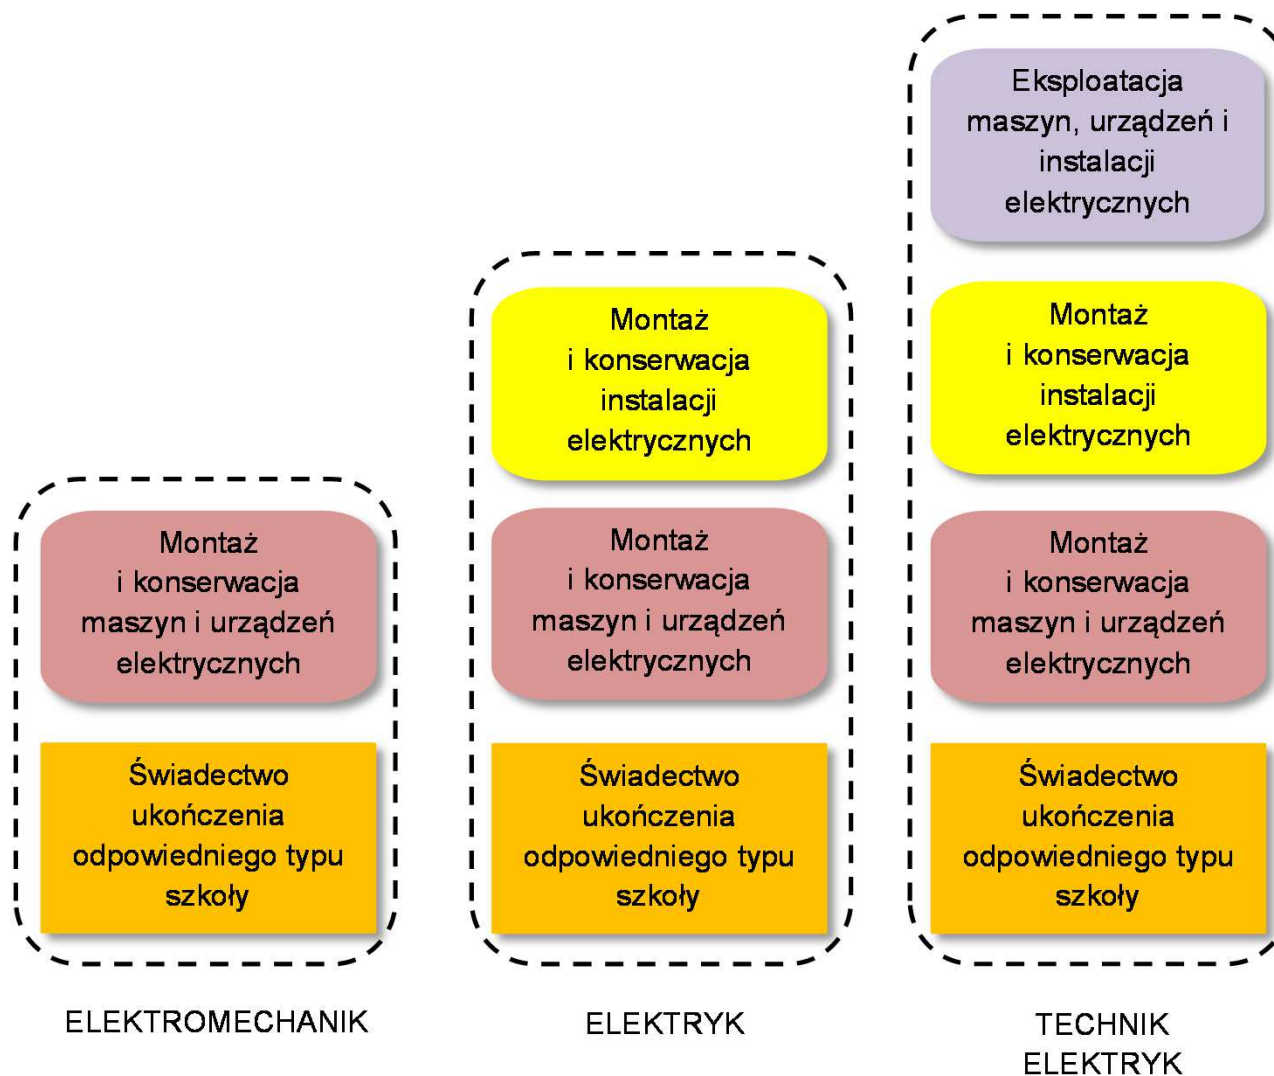 Eksploatacja
maszyn, urządzeń i
instalacji
elektrycznych
Montaż
i konserwacja
instalacji
elektrycznych
Montaż
i konserwacja
instalacji
elektrycznych
Montaż
i konserwacja
maszyn i urządzeń
elektrycznych
Montaż
i konserwacja
maszyn i urządzeń
elektrycznych
Montaż
i konserwacja
maszyn i urządzeń
elektrycznych
Świadectwo
ukończenia
odpowiedniego typu
szkoły
Świadectwo
ukończenia
odpowiedniego typu
szkoły
Świadectwo
ukończenia
odpowiedniego typu
szkoły
ELEKTROMECHANIK
ELEKTRYK
TECHNIK
ELEKTRYK